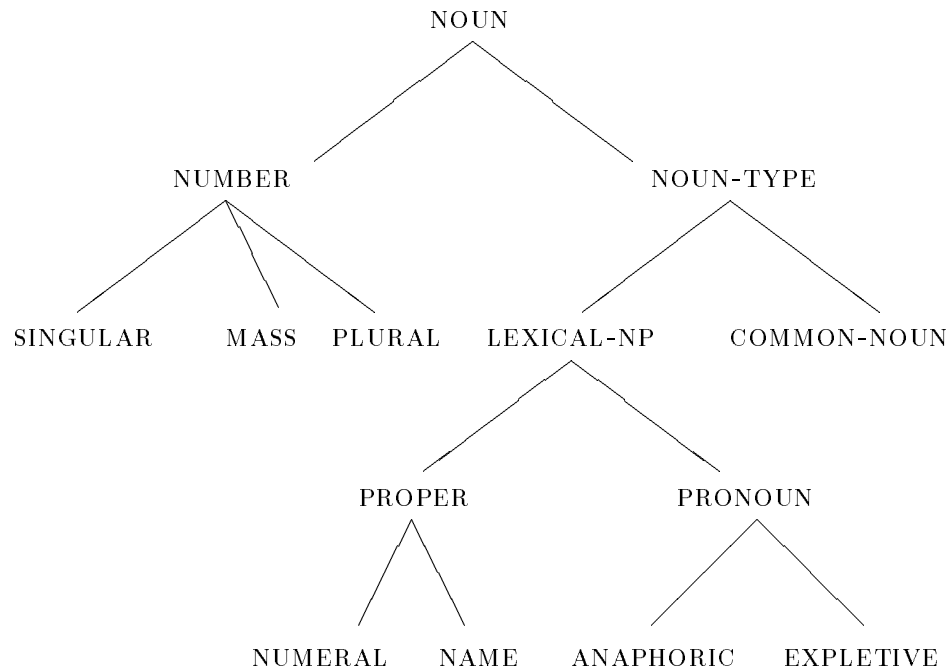 NOUN
NUMBER NOUN-TYPE
SINGULAR MASS PLURAL LEXICAL-NP COMMON-NOUN
PROPER PRONOUN
NUMERAL NAME ANAPHORIC EXPLETIVE